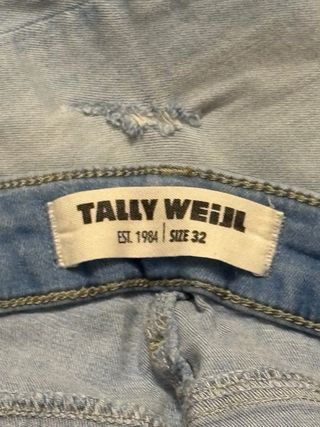 TALLY WEiJL
EST. 1984 | SIZE 32